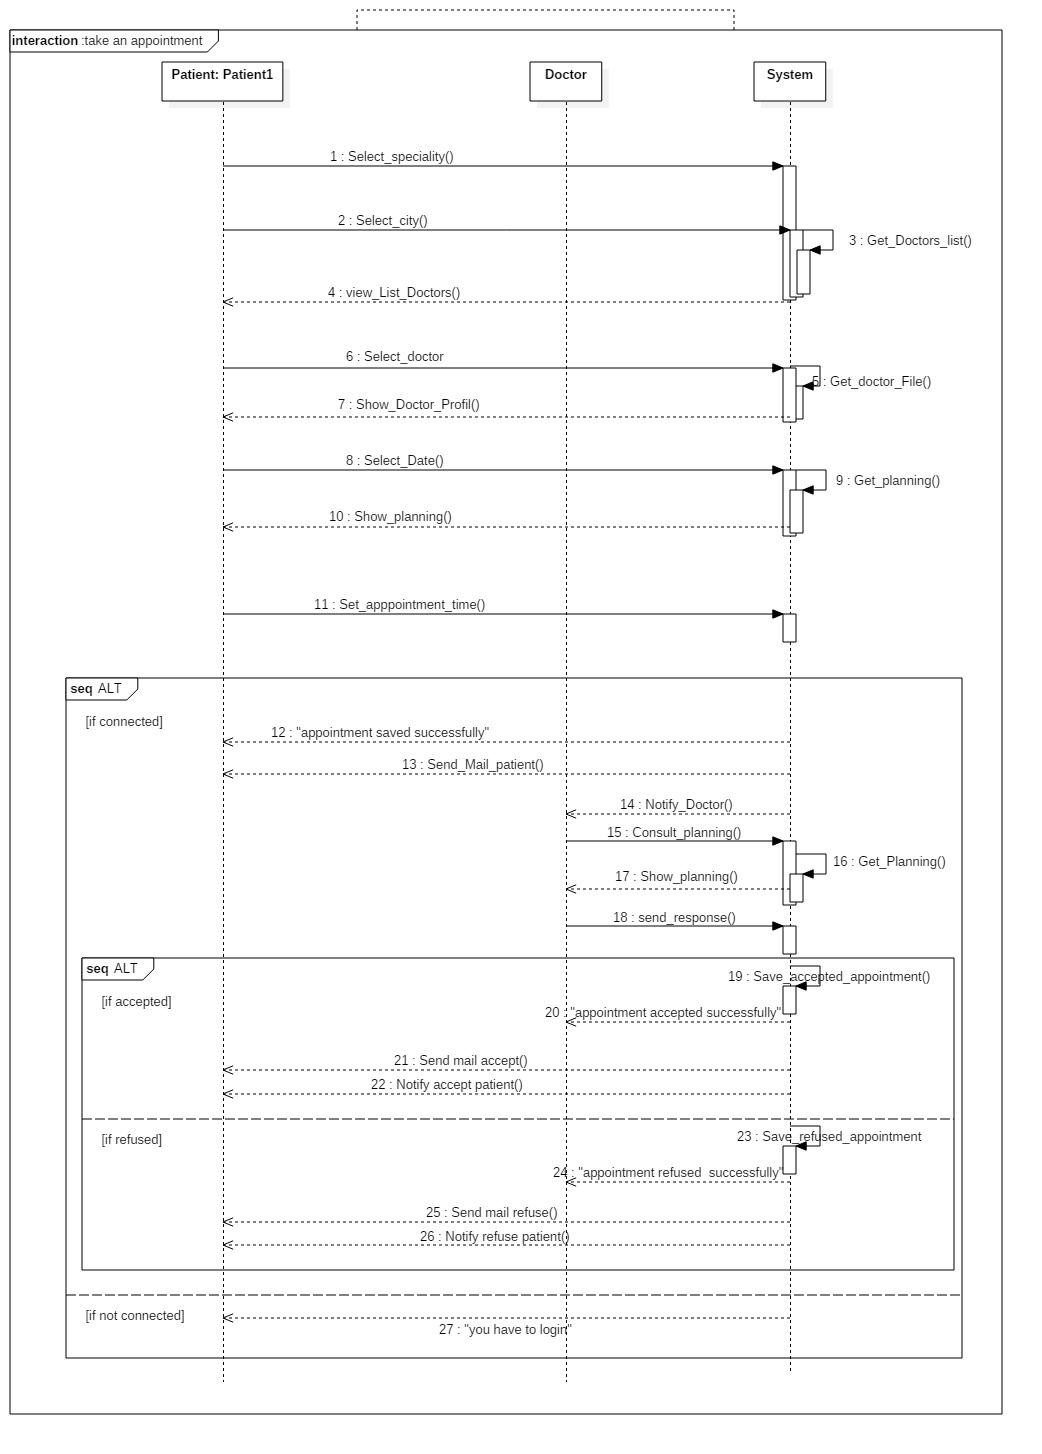 interaction :take an appointment
Patient: Patient1
Doctor
System
1 : Select_speciality()
2 : Select_city()
3 : Get_Doctors_list()
4 : view_List_Doctors()
6 : Select_doctor
5 : Get_doctor_File()
7 : Show_Doctor_Profil()
8 : Select_Date()
9 : Get_planning()
10 : Show_planning()
11 : Set_apppointment_time()
seq ALT
[if connected]
12 : "appointment saved successfully"
13 : Send_Mail_patient()
14 : Notify_Doctor()
15 : Consult_planning()
16 : Get_Planning()
17 : Show_planning()
18 : send_response()
seq ALT
19 : Save_accepted_appointment()
[if accepted]
20 : "appointment accepted successfully"
21 : Send mail accept()
22 : Notify accept patient()
23 : Save_refused_appointment
[if refused]
24 : "appointment refused  successfully"
25 : Send mail refuse()
26 : Notify refuse patient()
[if not connected]
27 : "you have to login"